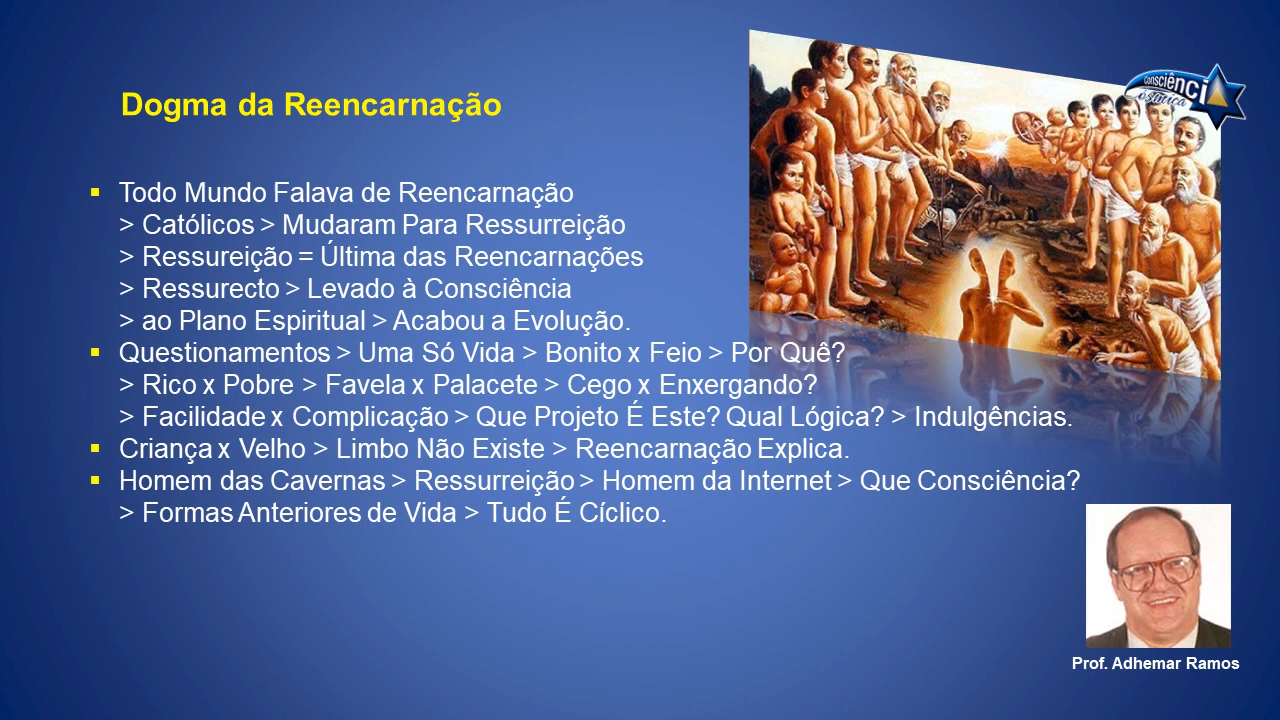 Dogma da Reencarnação
Consciênci
Cósmica
▪ Todo Mundo Falava de Reencarnação
> Católicos > Mudaram Para Ressurreição
> Ressureição = Última das Reencarnações
> Ressurecto > Levado à Consciência
> ao Plano Espiritual > Acabou a Evolução.
▪ Questionamentos > Uma Só Vida > Bonito x Feio > Por Quê?
> Rico x Pobre > Favela x Palacete > Cego x Enxergando?
> Facilidade x Complicação > Que Projeto É Este? Qual Lógica? > Indulgências.
▪ Criança x Velho > Limbo Não Existe > Reencarnação Explica.
▪ Homem das Cavernas > Ressurreição > Homem da Internet > Que Consciência?
> Formas Anteriores de Vida > Tudo É Cíclico.
Prof. Adhemar Ramos